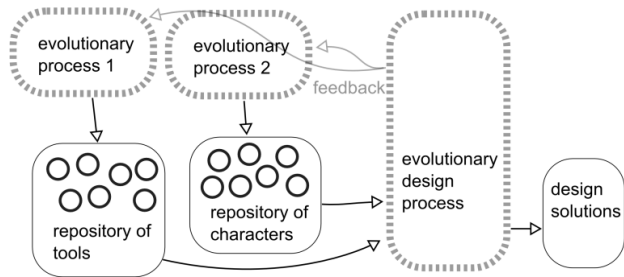 evolutionary
process 1
evolutionary
process 2
feedback
repository of
tools
repository of
characters
evolutionary
design
process
design
solutions